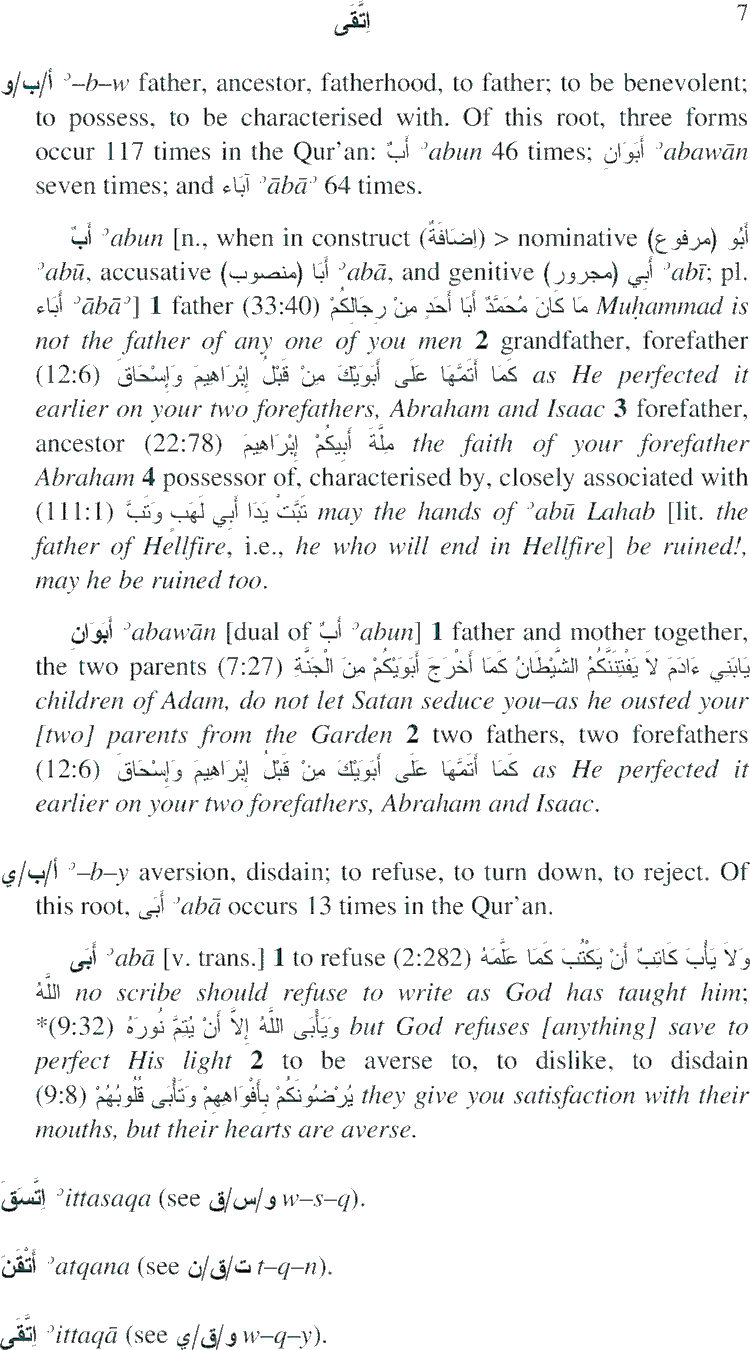 اِتَّقَى 7
أ/ب/و ʾ–b–w father, ancestor, fatherhood, to father; to be benevolent;
to possess, to be characterised with. Of this root, three forms
occur 117 times in the Qur'an: أَبٌ ʾabun 46 times; أَبَوَانِ ʾabawān
seven times; and آبَاء ʾābāʾ 64 times.
أَبٌ ʾabun [n., when in construct (إِضَافَةٌ) > nominative (مرفوع) أَبُو
ʾabū, accusative (منصوب) أَبَا ʾabā, and genitive (مجرور) أَبِي ʾabī; pl.
أَبَاء ʾābāʾ] 1 father (33:40) مَا كَانَ مُحَمَّدٌ أَبَا أَحَدٍ مِنْ رِجَالِكُمْ Muḥammad is
not the father of any one of you men 2 grandfather, forefather
(12:6) كَمَا أَتَمَّهَا عَلَى أَبَوَيْكَ مِنْ قَبْلُ إِبْرَاهِيمَ وَإِسْحَاقَ as He perfected it
earlier on your two forefathers, Abraham and Isaac 3 forefather,
ancestor (22:78) مِلَّةَ أَبِيكُمْ إِبْرَاهِيمَ the faith of your forefather
Abraham 4 possessor of, characterised by, closely associated with
(111:1) تَبَّتْ يَدَا أَبِي لَهَبٍ وَتَبَّ may the hands of ʾabū Lahab [lit. the
father of Hellfire, i.e., he who will end in Hellfire] be ruined!,
may he be ruined too.
أَبَوَانِ ʾabawān [dual of أَبٌ ʾabun] 1 father and mother together,
the two parents (7:27) يَابَنِي ءَادَمَ لاَ يَفْتِنَنَّكُمُ الشَّيْطَانُ كَمَا أَخْرَجَ أَبَوَيْكُمْ مِنَ الْجَنَّةِ
children of Adam, do not let Satan seduce you–as he ousted your
[two] parents from the Garden 2 two fathers, two forefathers
(12:6) كَمَا أَتَمَّهَا عَلَى أَبَوَيْكَ مِنْ قَبْلُ إِبْرَاهِيمَ وَإِسْحَاقَ as He perfected it
earlier on your two forefathers, Abraham and Isaac.
أ/ب/ي ʾ–b–y aversion, disdain; to refuse, to turn down, to reject. Of
this root, أَبَى ʾabā occurs 13 times in the Qur'an.
أَبَى ʾabā [v. trans.] 1 to refuse (2:282) وَلاَ يَأْبَ كَاتِبٌ أَنْ يَكْتُبَ كَمَا عَلَّمَهُ
اللَّهُ no scribe should refuse to write as God has taught him;
*(9:32) وَيَأْبَى اللَّهُ إِلاَّ أَنْ يُتِمَّ نُورَهُ but God refuses [anything] save to
perfect His light 2 to be averse to, to dislike, to disdain
(9:8) يُرْضُونَكُمْ بِأَفْوَاهِهِمْ وَتَأْبَى قُلُوبُهُمْ they give you satisfaction with their
mouths, but their hearts are averse.
اِتَّسَقَ ʾittasaqa (see و/س/ق w–s–q).
أَتْقَنَ ʾatqana (see ت/ق/ن t–q–n).
اِتَّقَى ʾittaqā (see و/ق/ي w–q–y).